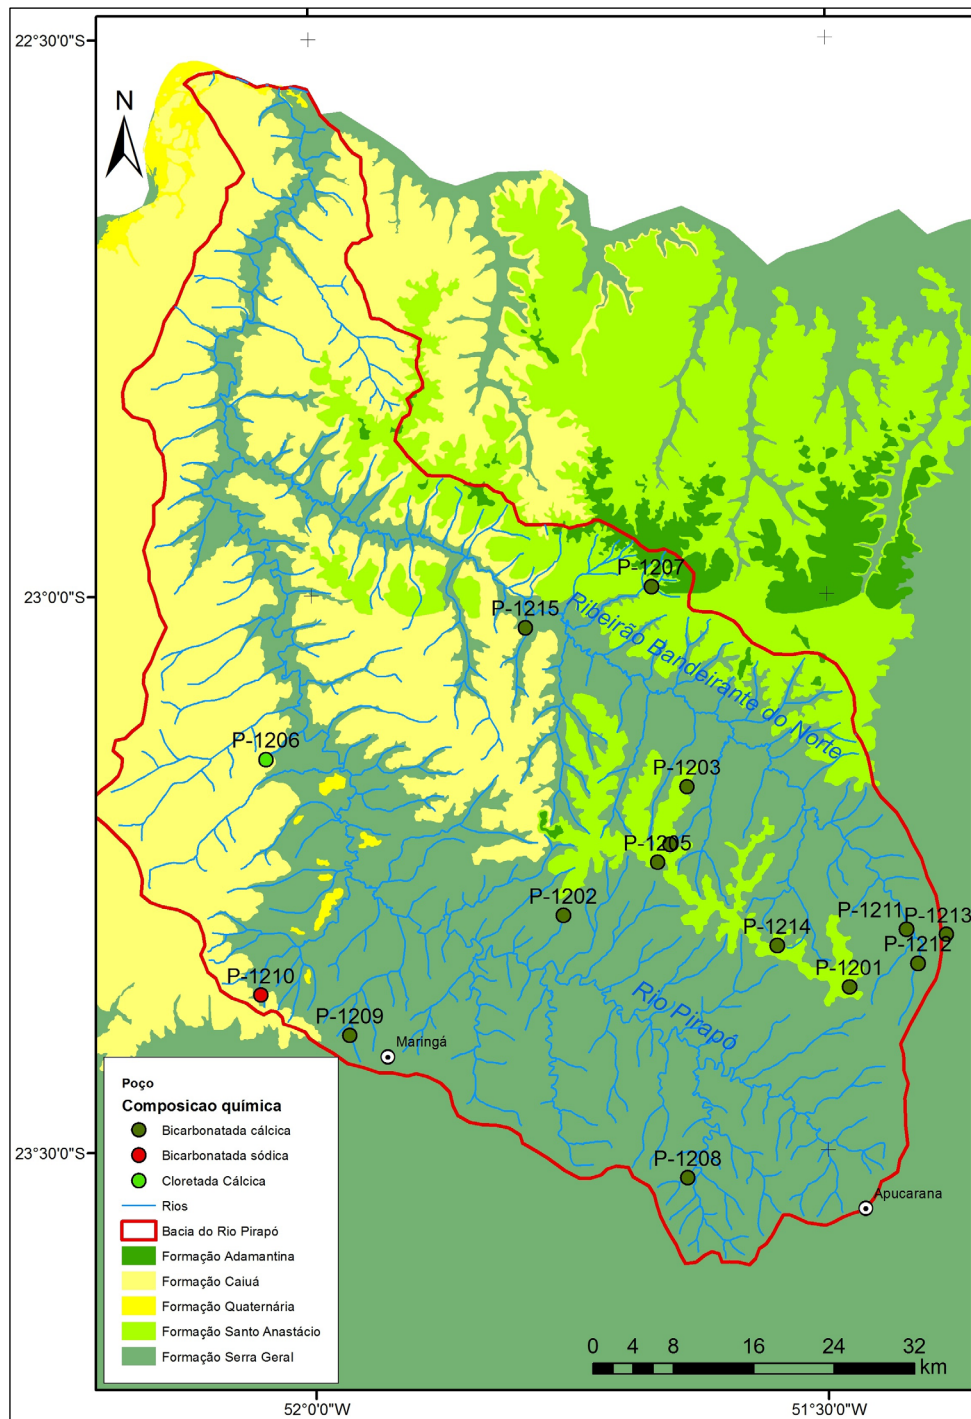 22°30'0"S
N
P-1207
23°0'0"S
P-1215
Ribeirão Bandeirante do Norte
P-1206
P-1203
P-1205
P-1202
P-1211
P-1213
P-1214
P-1212
P-1201
P-1210
Rio Pirapó
P-1209
Maringá
Poço
Composicao química
Bicarbonatada cálcica
Bicarbonatada sódica
23°30'0"S
P-1208
Cloretada Cálcica
Apucarana
Rios
Bacia do Rio Pirapó
Formação Adamantina
Formação Caiuá
Formação Quaternária
Formação Santo Anastácio
Formação Serra Geral
0 4 8 16 24 32
km
52°0'0"W
51°30'0"W